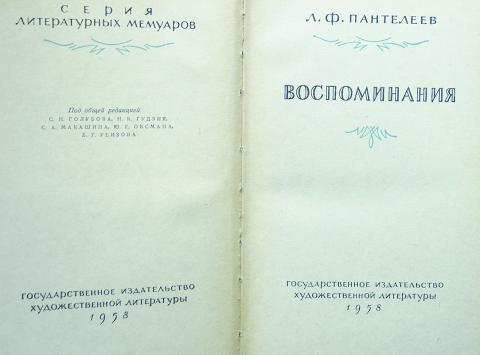 СЕРИЯ
ЛИТЕРАТУРНЫХ МЕМУАРОВ
Под общей редакцией
С. Н. ГОЛУБОВА, Н. К. ГУДЗИЯ,
С. А. МАКАШИНА, Ю. Г. ОКСМАНА,
Б. Г. РЕИЗОВА
ГОСУДАРСТВЕННОЕ ИЗДАТЕЛЬСТВО
ХУДОЖЕСТВЕННОЙ ЛИТЕРАТУРЫ
1958
Л. Ф. ПАНТЕЛЕЕВ
ВОСПОМИНАНИЯ
ГОСУДАРСТВЕННОЕ ИЗДАТЕЛЬСТВО
ХУДОЖЕСТВЕННОЙ ЛИТЕРАТУРЫ
1958